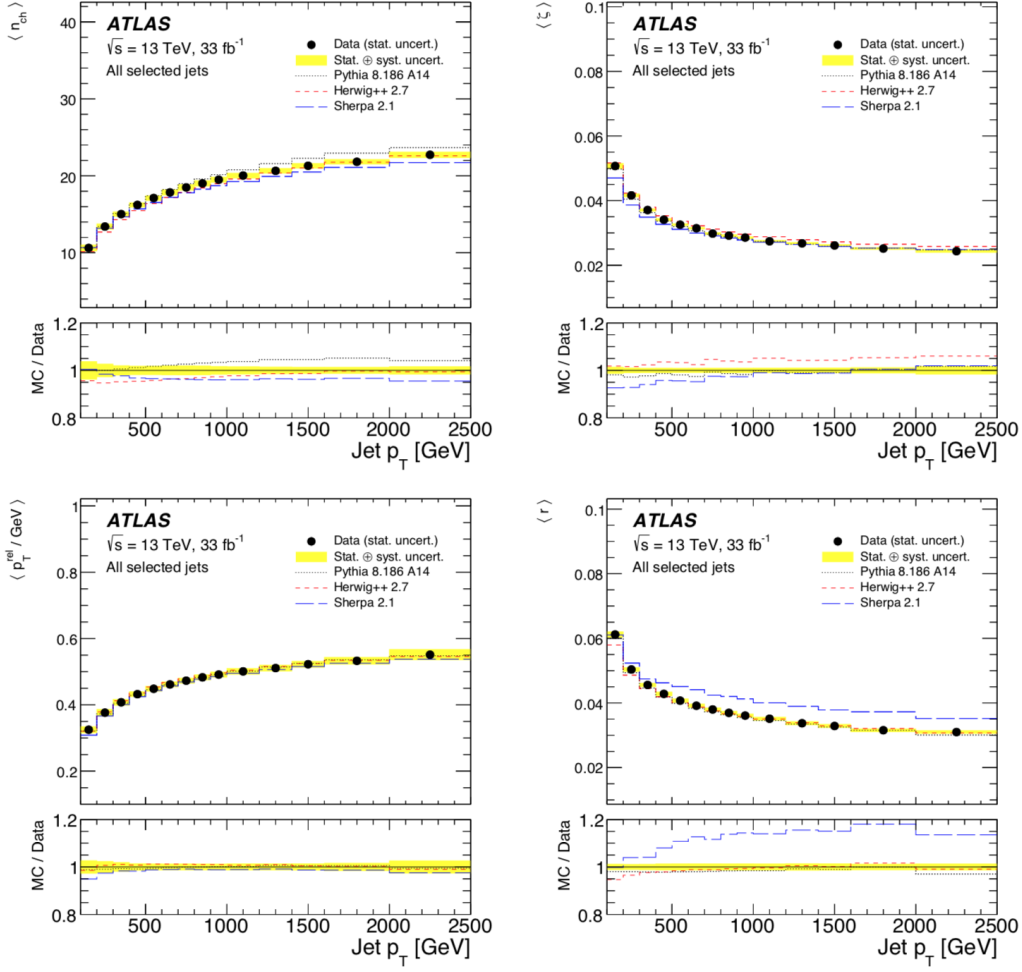 ⟨ n_ch ⟩
ATLAS
√s = 13 TeV, 33 fb⁻¹
All selected jets
Data (stat. uncert.)
Stat. ⊕ syst. uncert.
Pythia 8.186 A14
Herwig++ 2.7
Sherpa 2.1
40
30
20
10
MC / Data
1.2
1
0.8
500 1000 1500 2000 2500
Jet p_T [GeV]
⟨ ζ ⟩
ATLAS
√s = 13 TeV, 33 fb⁻¹
All selected jets
Data (stat. uncert.)
Stat. ⊕ syst. uncert.
Pythia 8.186 A14
Herwig++ 2.7
Sherpa 2.1
0.1
0.08
0.06
0.04
0.02
MC / Data
1.2
1
0.8
500 1000 1500 2000 2500
Jet p_T [GeV]
⟨ p_T^rel / GeV ⟩
ATLAS
√s = 13 TeV, 33 fb⁻¹
All selected jets
Data (stat. uncert.)
Stat. ⊕ syst. uncert.
Pythia 8.186 A14
Herwig++ 2.7
Sherpa 2.1
1
0.8
0.6
0.4
0.2
MC / Data
1.2
1
0.8
500 1000 1500 2000 2500
Jet p_T [GeV]
⟨ r ⟩
ATLAS
√s = 13 TeV, 33 fb⁻¹
All selected jets
Data (stat. uncert.)
Stat. ⊕ syst. uncert.
Pythia 8.186 A14
Herwig++ 2.7
Sherpa 2.1
0.1
0.08
0.06
0.04
0.02
MC / Data
1.2
1
0.8
500 1000 1500 2000 2500
Jet p_T [GeV]